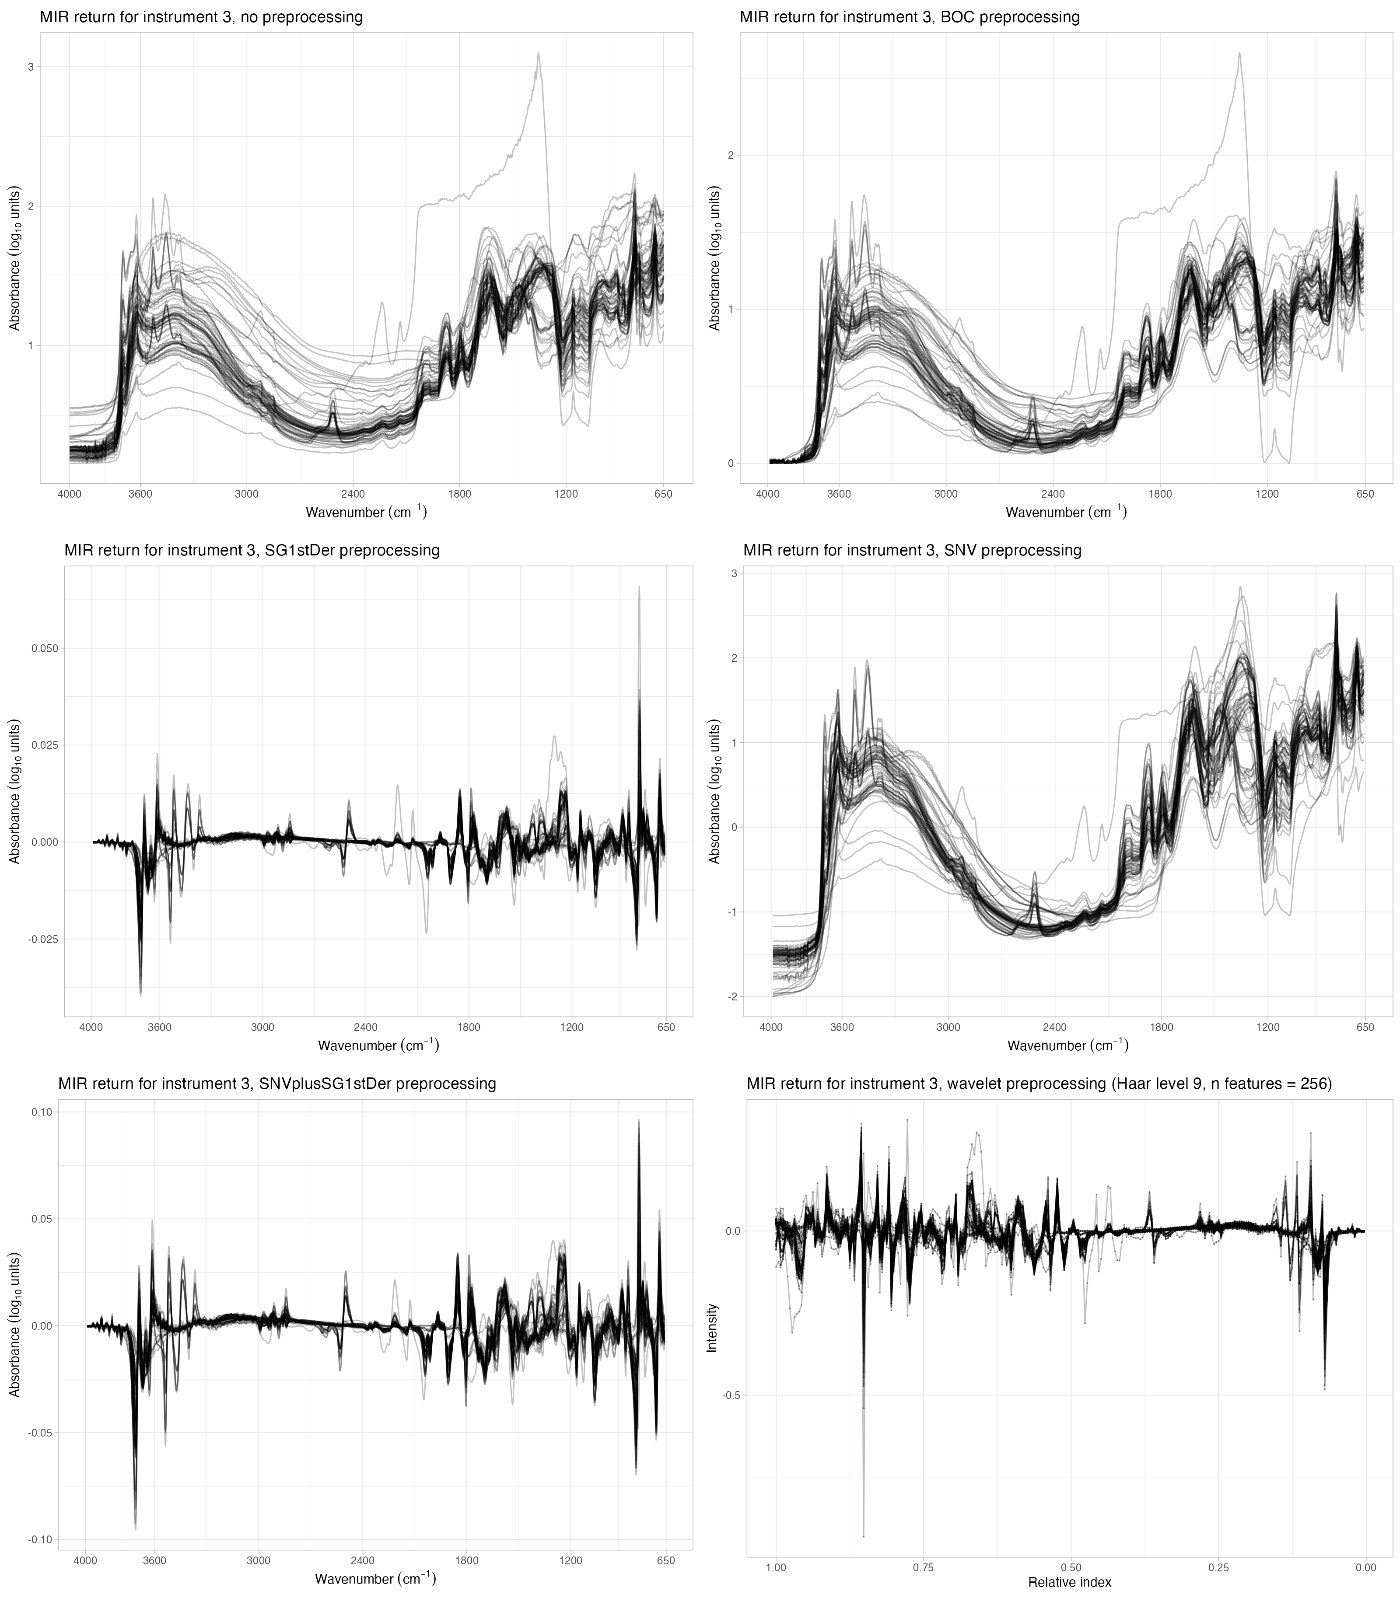 MIR return for instrument 3, no preprocessing
Absorbance (log10 units)
3
2
1
4000 3600 3000 2400 1800 1200 650
Wavenumber (cm 1)
MIR return for instrument 3, BOC preprocessing
Absorbance (log10 units)
2
1
0
4000 3600 3000 2400 1800 1200 650
Wavenumber (cm 1)
MIR return for instrument 3, SG1stDer preprocessing
Absorbance (log10 units)
0.050
0.025
0.000
-0.025
4000 3600 3000 2400 1800 1200 650
Wavenumber (cm−1)
MIR return for instrument 3, SNV preprocessing
Absorbance (log10 units)
3
2
1
0
-1
-2
4000 3600 3000 2400 1800 1200 650
Wavenumber (cm−1)
MIR return for instrument 3, SNVplusSG1stDer preprocessing
Absorbance (log10 units)
0.10
0.05
0.00
-0.05
-0.10
4000 3600 3000 2400 1800 1200 650
Wavenumber (cm−1)
MIR return for instrument 3, wavelet preprocessing (Haar level 9, n features = 256)
Intensity
0.0
-0.5
1.00 0.75 0.50 0.25 0.00
Relative index